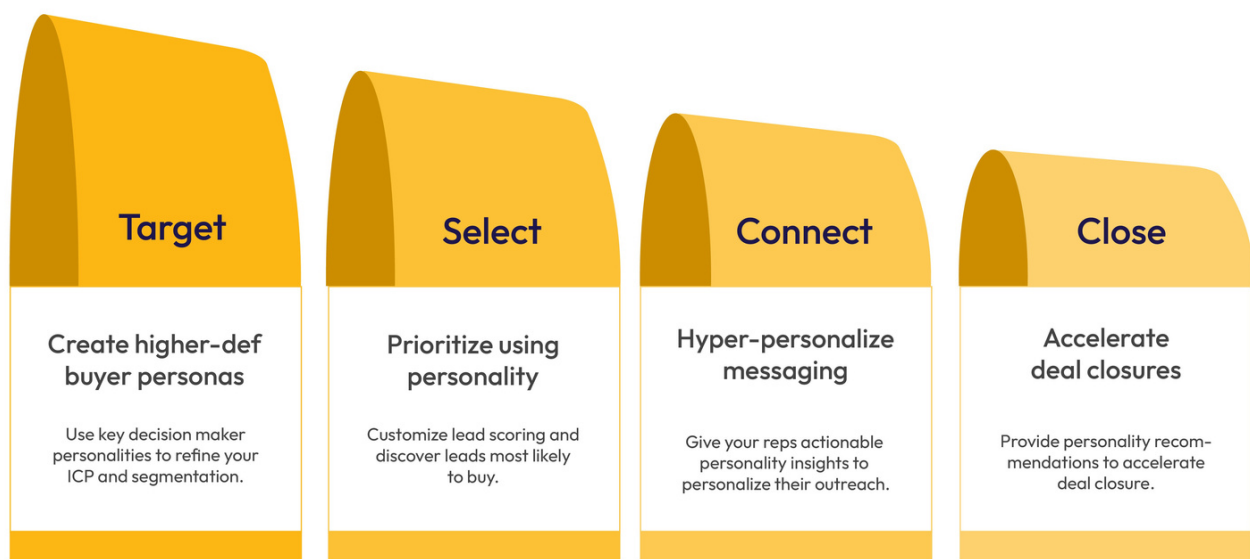 Target
Create higher-def
buyer personas
Use key decision maker
personalities to refine your
ICP and segmentation.
Select
Prioritize using
personality
Customize lead scoring and
discover leads most likely
to buy.
Connect
Hyper-personalize
messaging
Give your reps actionable
personality insights to
personalize their outreach.
Close
Accelerate
deal closures
Provide personality recom-
mendations to accelerate
deal closure.